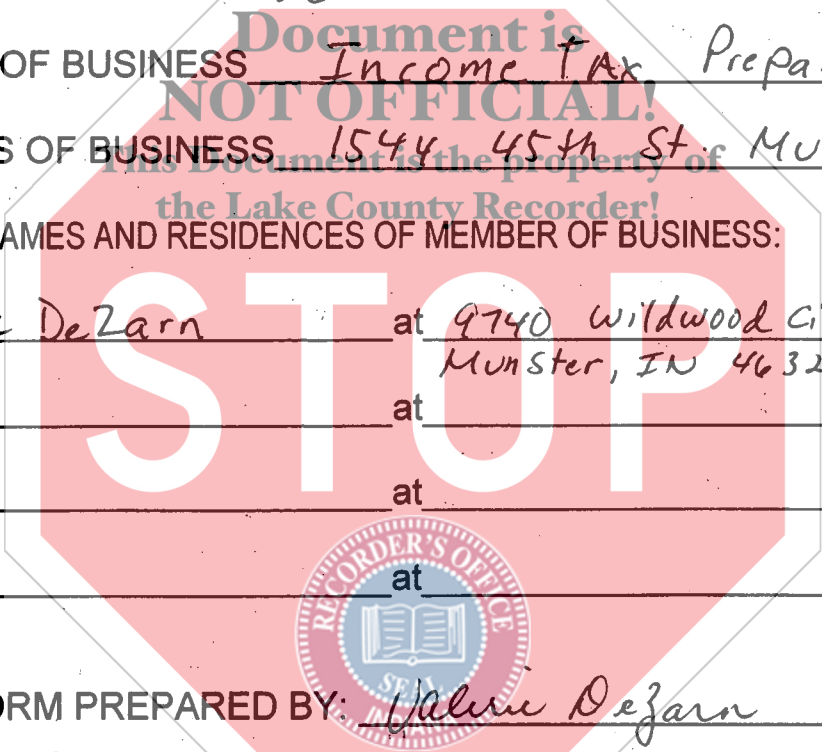 Document is
OF BUSINESS Income TAx Prepa
NOT OFFICIAL!
S OF BUSINESS 1544 45th St. Mu
This Document is the property of
the Lake County Recorder!
AMES AND RESIDENCES OF MEMBER OF BUSINESS:
DeZarn at 9740 Wildwood Ci
Munster, IN 4632
at
STOP
at
at
RECORDER'S OFFICE
SEAL
INDIANA
ORM PREPARED BY: Valerie DeZarn